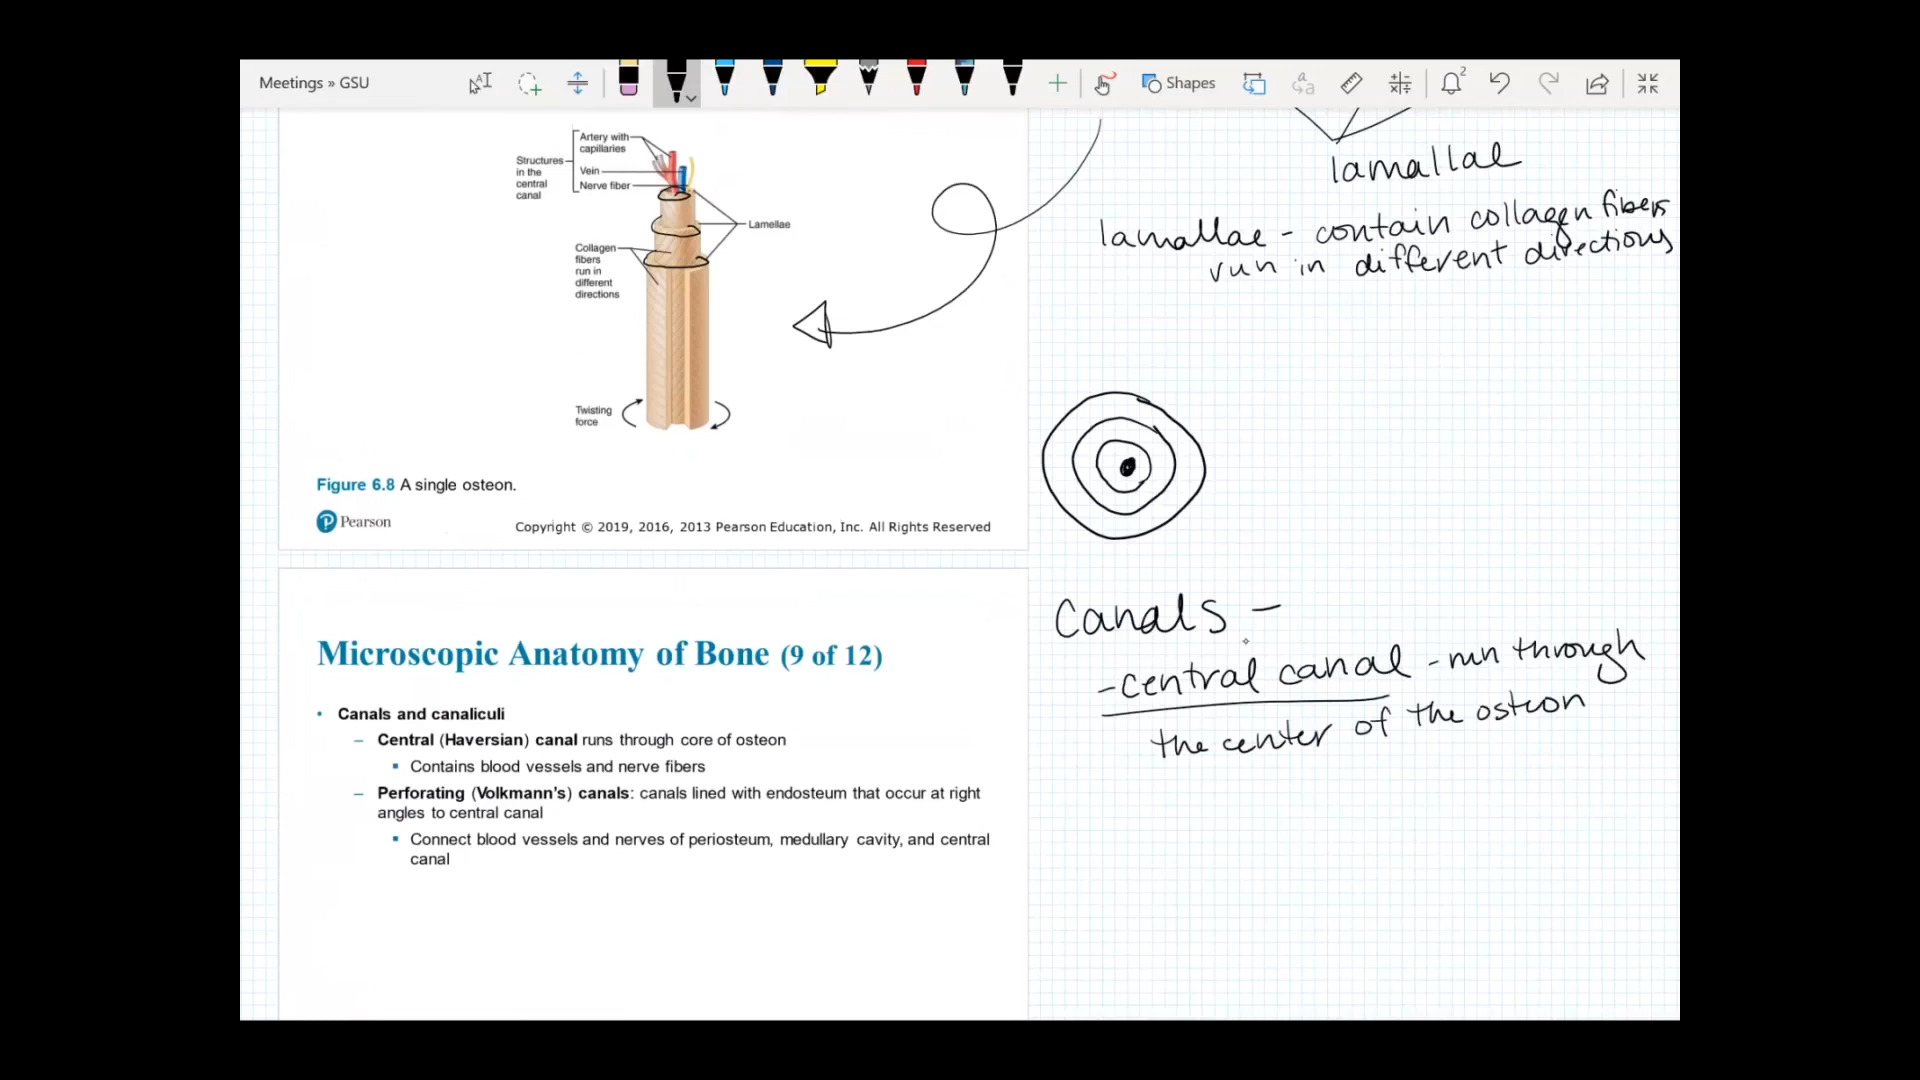 Meetings » GSU
Shapes
2
Artery with
capillaries
Structures
in the
central
canal
Vein
Nerve fiber
Lamellae
Collagen
fibers
run in
different
directions
Twisting
force
Figure 6.8 A single osteon.
Pearson
Copyright © 2019, 2016, 2013 Pearson Education, Inc. All Rights Reserved
Microscopic Anatomy of Bone (9 of 12)
• Canals and canaliculi
– Central (Haversian) canal runs through core of osteon
▪ Contains blood vessels and nerve fibers
– Perforating (Volkmann's) canals: canals lined with endosteum that occur at right
angles to central canal
▪ Connect blood vessels and nerves of periosteum, medullary cavity, and central
canal
lamallae
lamallae - contain collagen fibers
run in different directions
Canals -
- central canal - run through
the center of the osteon